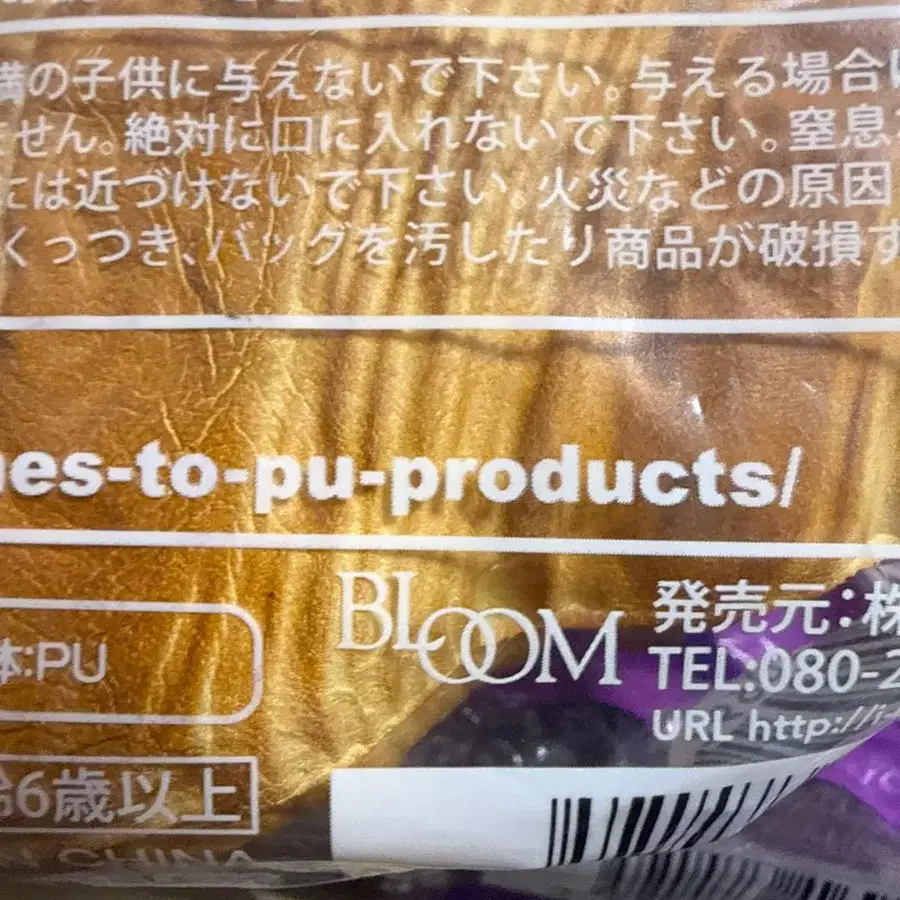 満の子供に与えないで下さい。与える場合は
ません。絶対に口に入れないで下さい。窒息
には近づけないで下さい。火災などの原因
くっつき、バッグを汚したり商品が破損す
es-to-pu-products/
体:PU
BLOOM
発売元:株
TEL:080-2
URL http://i-
齢6歳以上
CHINA